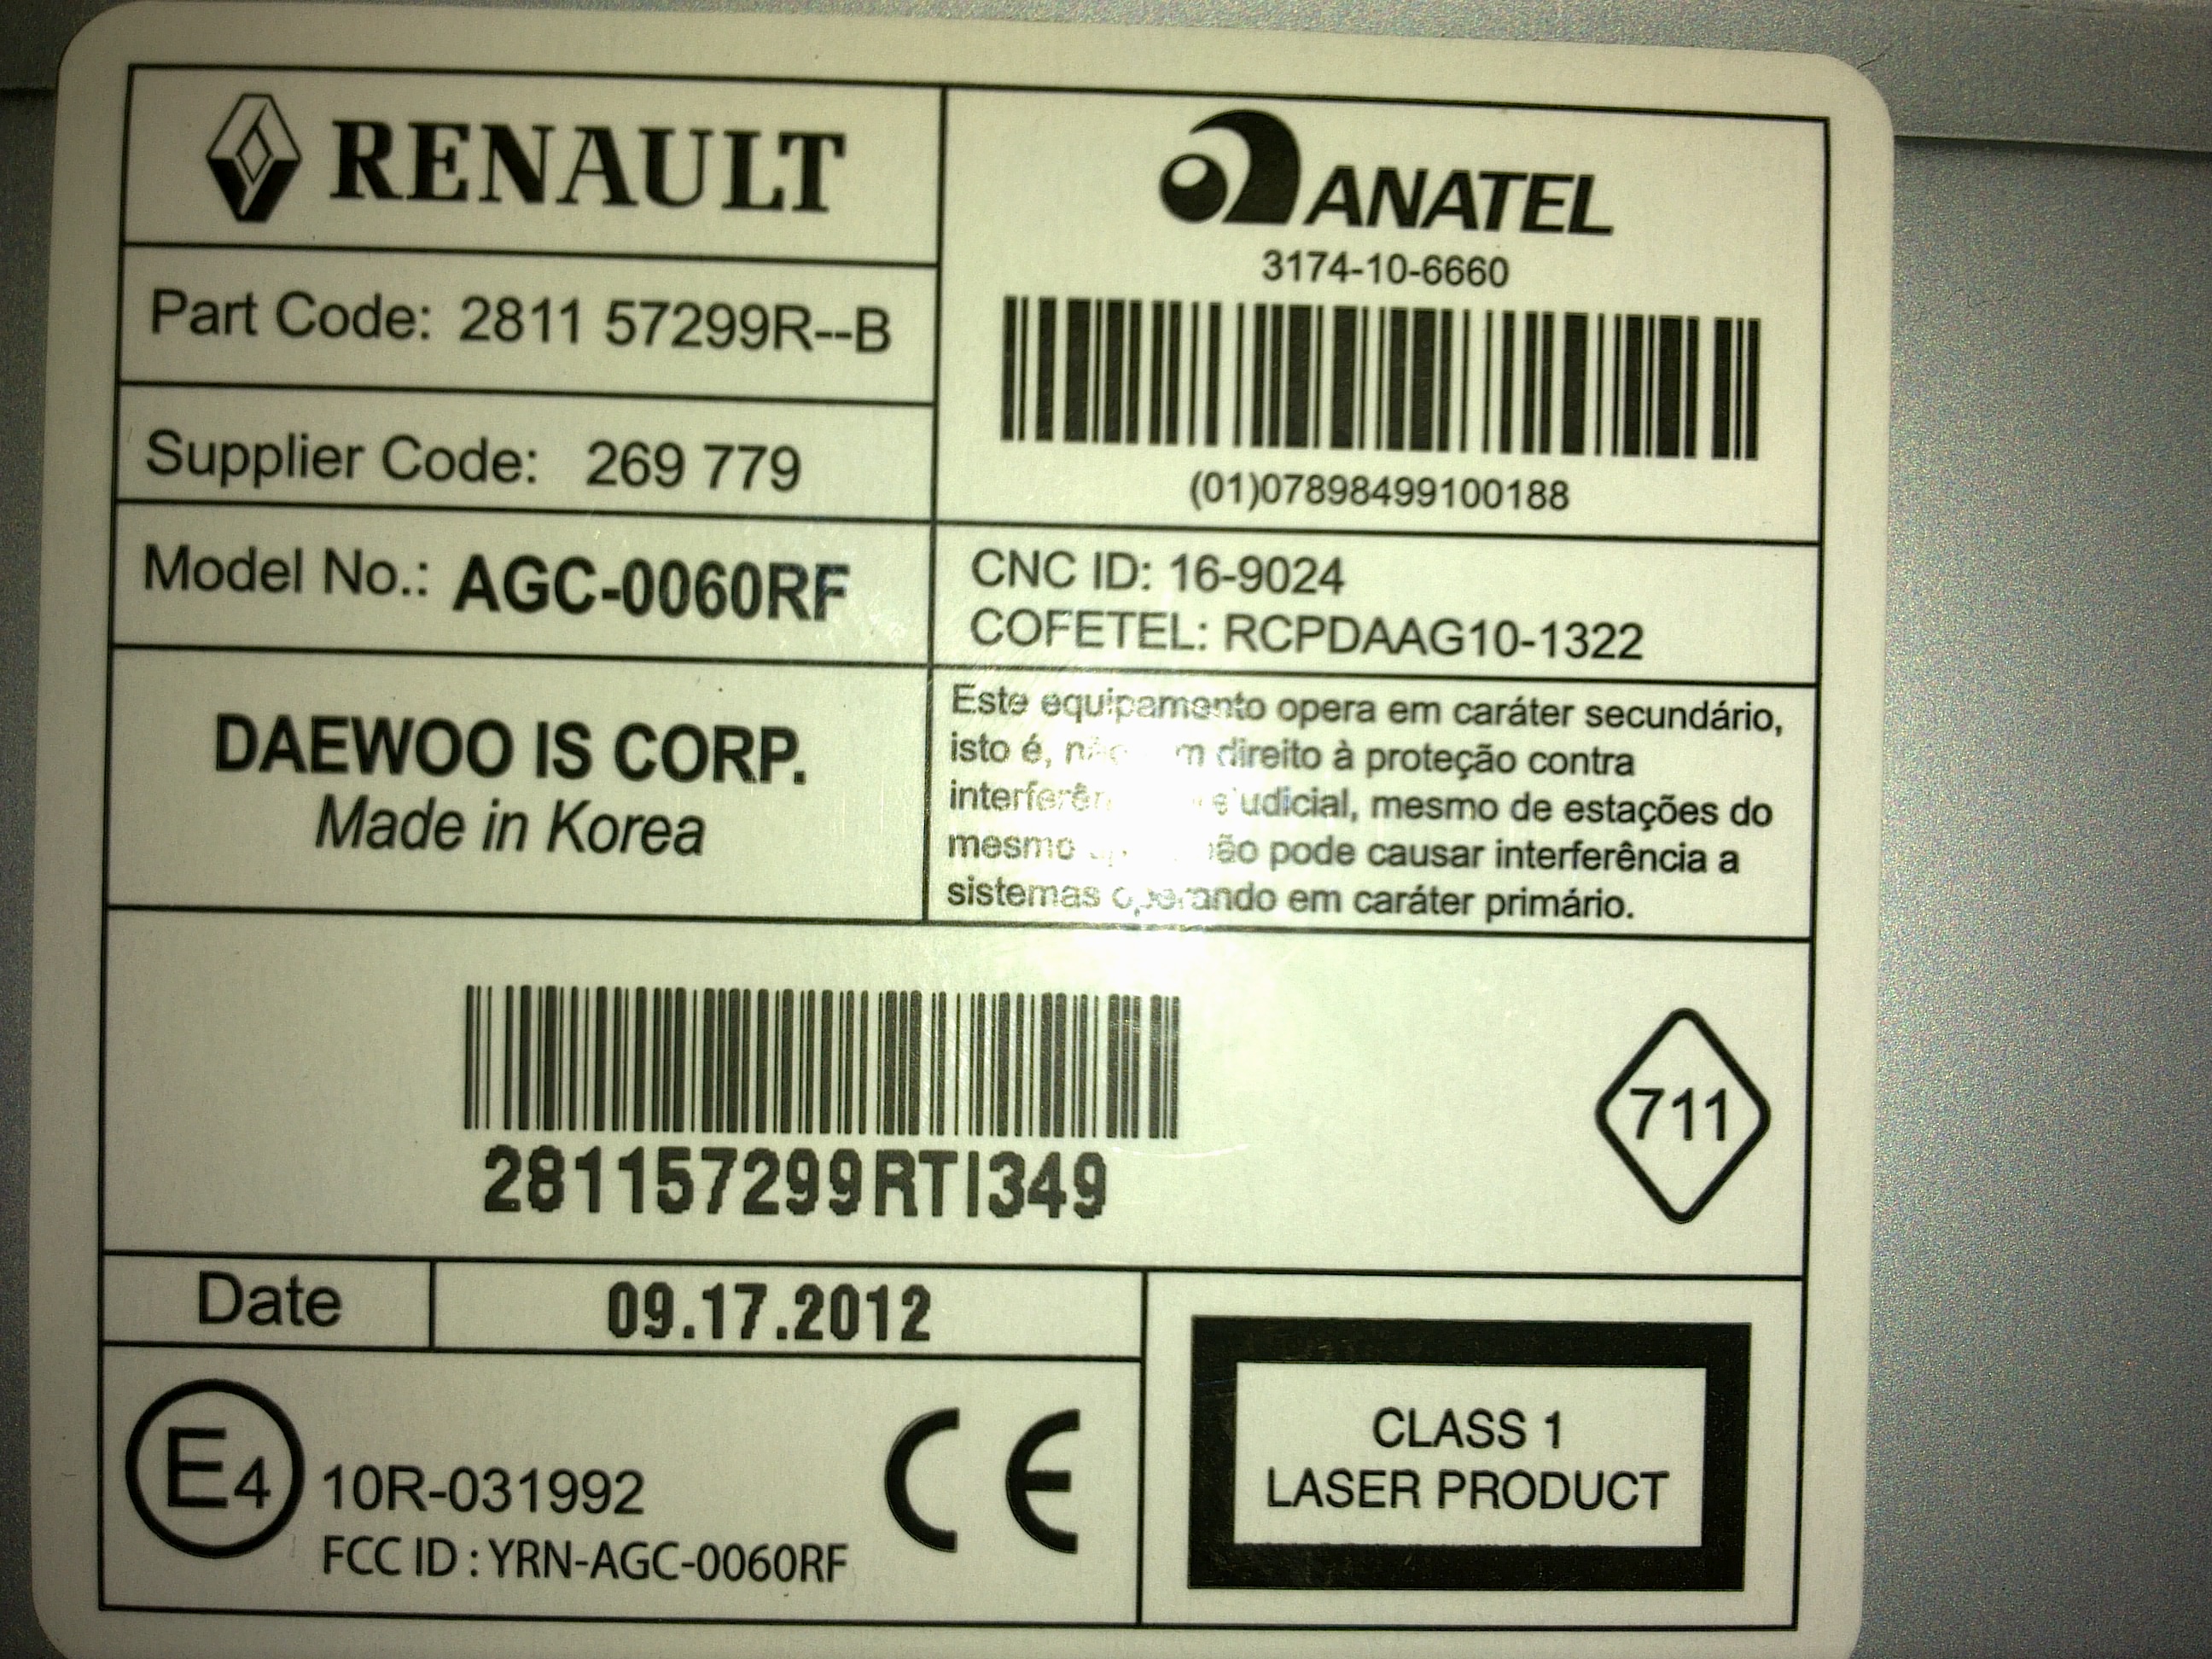 RENAULT
Part Code: 2811 57299R--B
Supplier Code: 269 779
Model No.: AGC-0060RF
DAEWOO IS CORP.
Made in Korea
ANATEL
3174-10-6660
(01)07898499100188
CNC ID: 16-9024
COFETEL: RCPDAAG10-1322
Este equipamento opera em caráter secundário,
isto é, direito à proteção contra
mesmo de estações do
mesmo pode causar interferência a
sistemas operando em caráter primário.
281157299RTI349
711
Date
09.17.2012
E4
10R-031992
FCC ID : YRN-AGC-0060RF
CE
CLASS 1
LASER PRODUCT